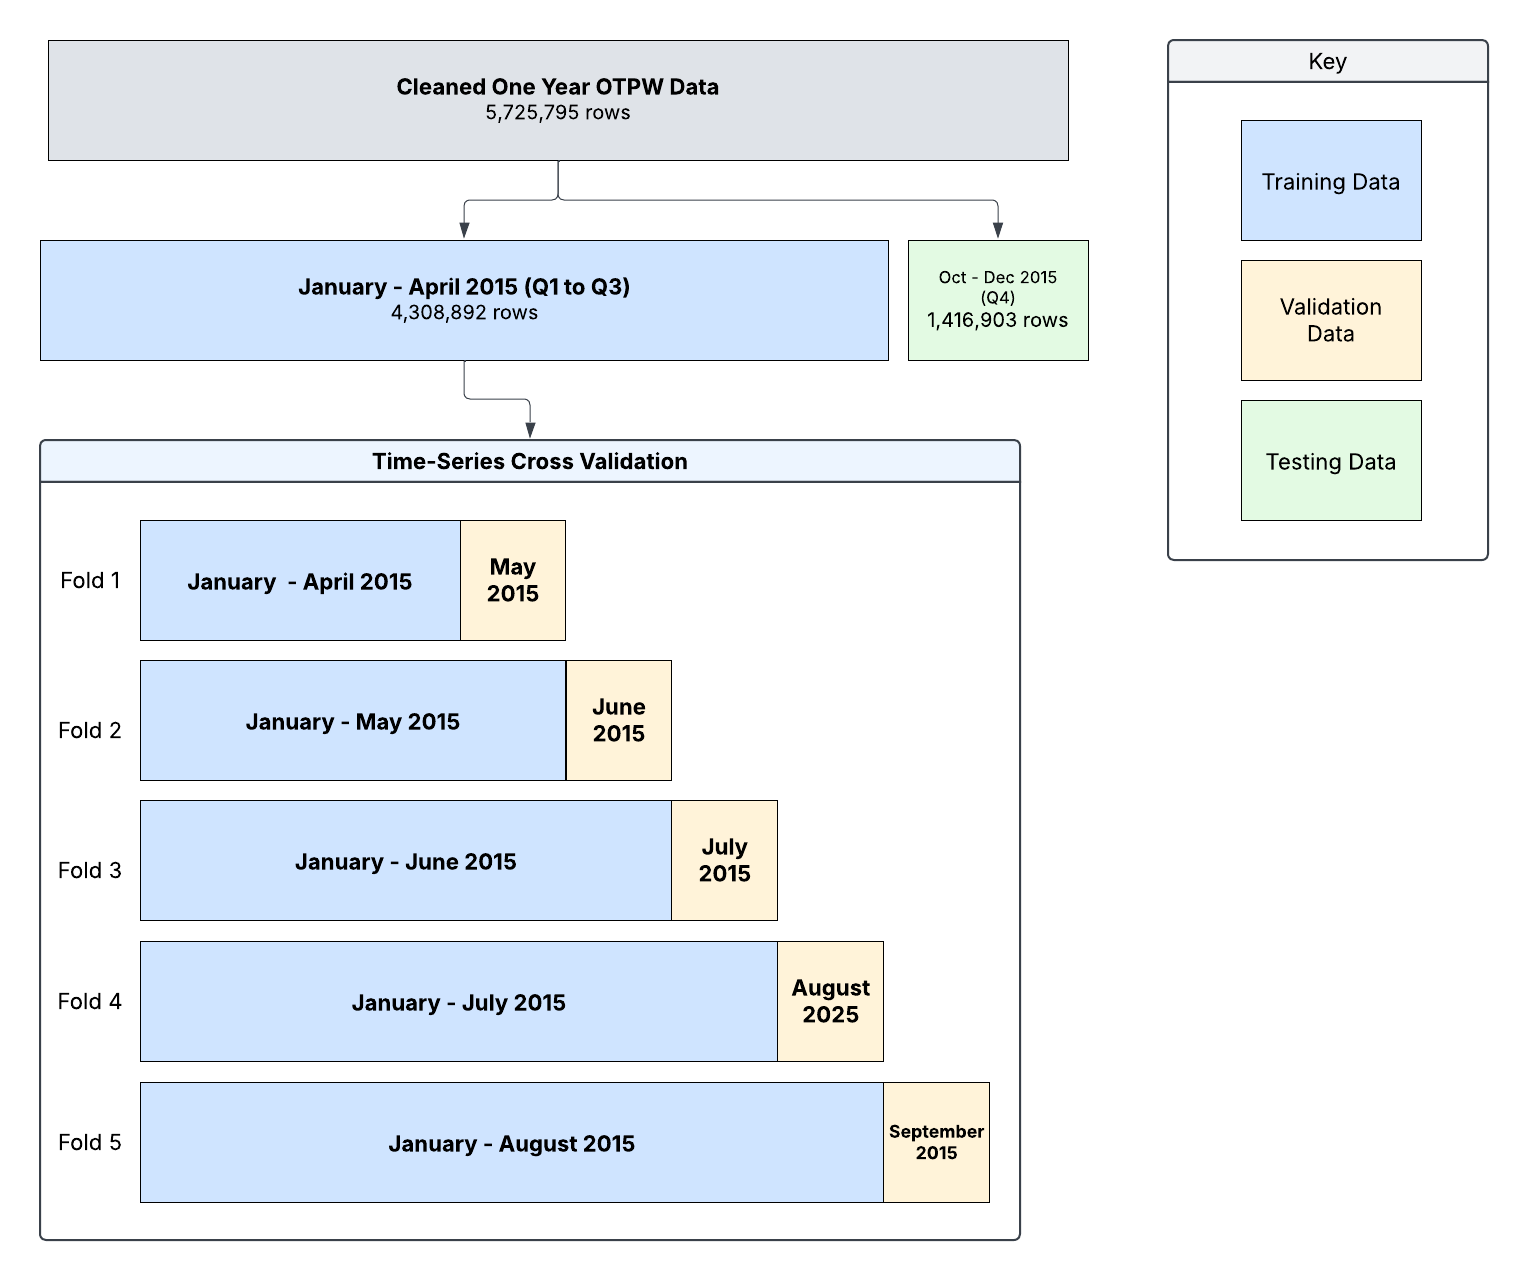 Cleaned One Year OTPW Data
5,725,795 rows
January - April 2015 (Q1 to Q3)
4,308,892 rows
Oct - Dec 2015
(Q4)
1,416,903 rows
Time-Series Cross Validation
Fold 1
January  - April 2015
May
2015
Fold 2
January - May 2015
June
2015
Fold 3
January - June 2015
July
2015
Fold 4
January - July 2015
August
2025
Fold 5
January - August 2015
September
2015
Key
Training Data
Validation
Data
Testing Data